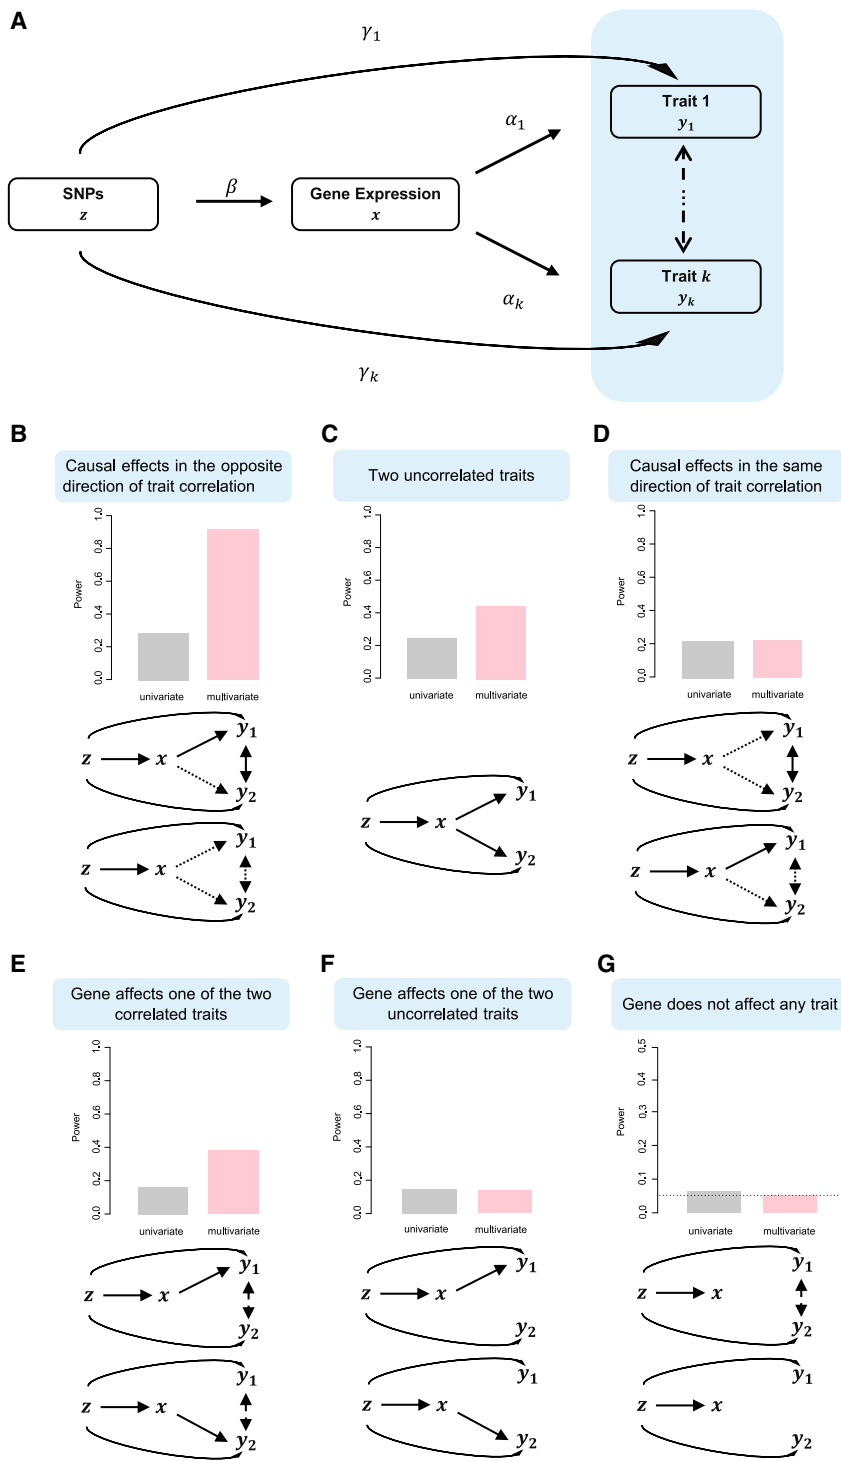 A
γ1
Trait 1
y1
α1
SNPs
z
β
Gene Expression
x
αk
Trait k
yk
γk
B
Causal effects in the opposite
direction of trait correlation
Power
1.0
0.8
0.6
0.4
0.2
0.0
univariate multivariate
z x y1 y2
z x y1 y2
C
Two uncorrelated traits
Power
1.0
0.8
0.6
0.4
0.2
0.0
univariate multivariate
z x y1 y2
D
Causal effects in the same
direction of trait correlation
Power
1.0
0.8
0.6
0.4
0.2
0.0
univariate multivariate
z x y1 y2
z x y1 y2
E
Gene affects one of the two
correlated traits
Power
1.0
0.8
0.6
0.4
0.2
0.0
univariate multivariate
z x y1 y2
z x y1 y2
F
Gene affects one of the two
uncorrelated traits
Power
1.0
0.8
0.6
0.4
0.2
0.0
univariate multivariate
z x y1 y2
z x y1 y2
G
Gene does not affect any trait
Power
0.5
0.4
0.3
0.2
0.1
0.0
univariate multivariate
z x y1 y2
z x y1 y2